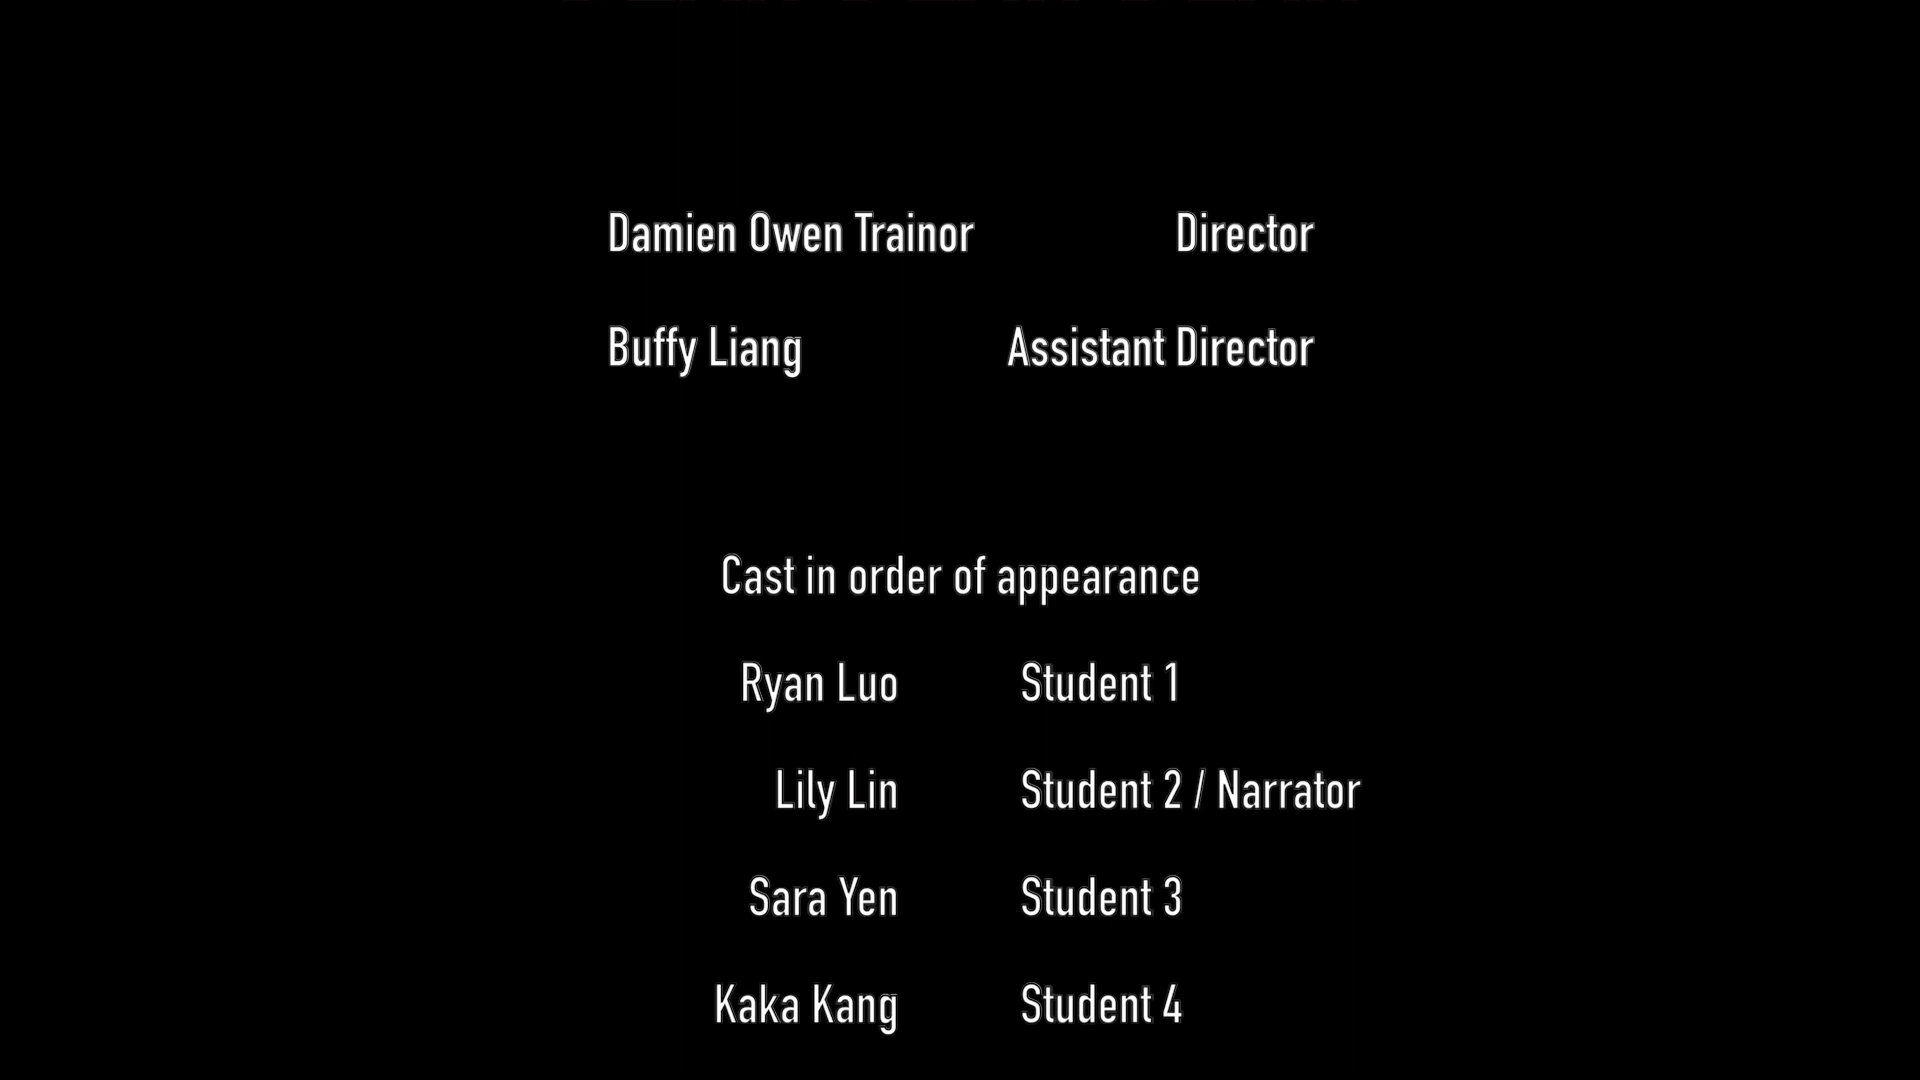 Damien Owen Trainor Director
Buffy Liang Assistant Director
Cast in order of appearance
Ryan Luo Student 1
Lily Lin Student 2 / Narrator
Sara Yen Student 3
Kaka Kang Student 4